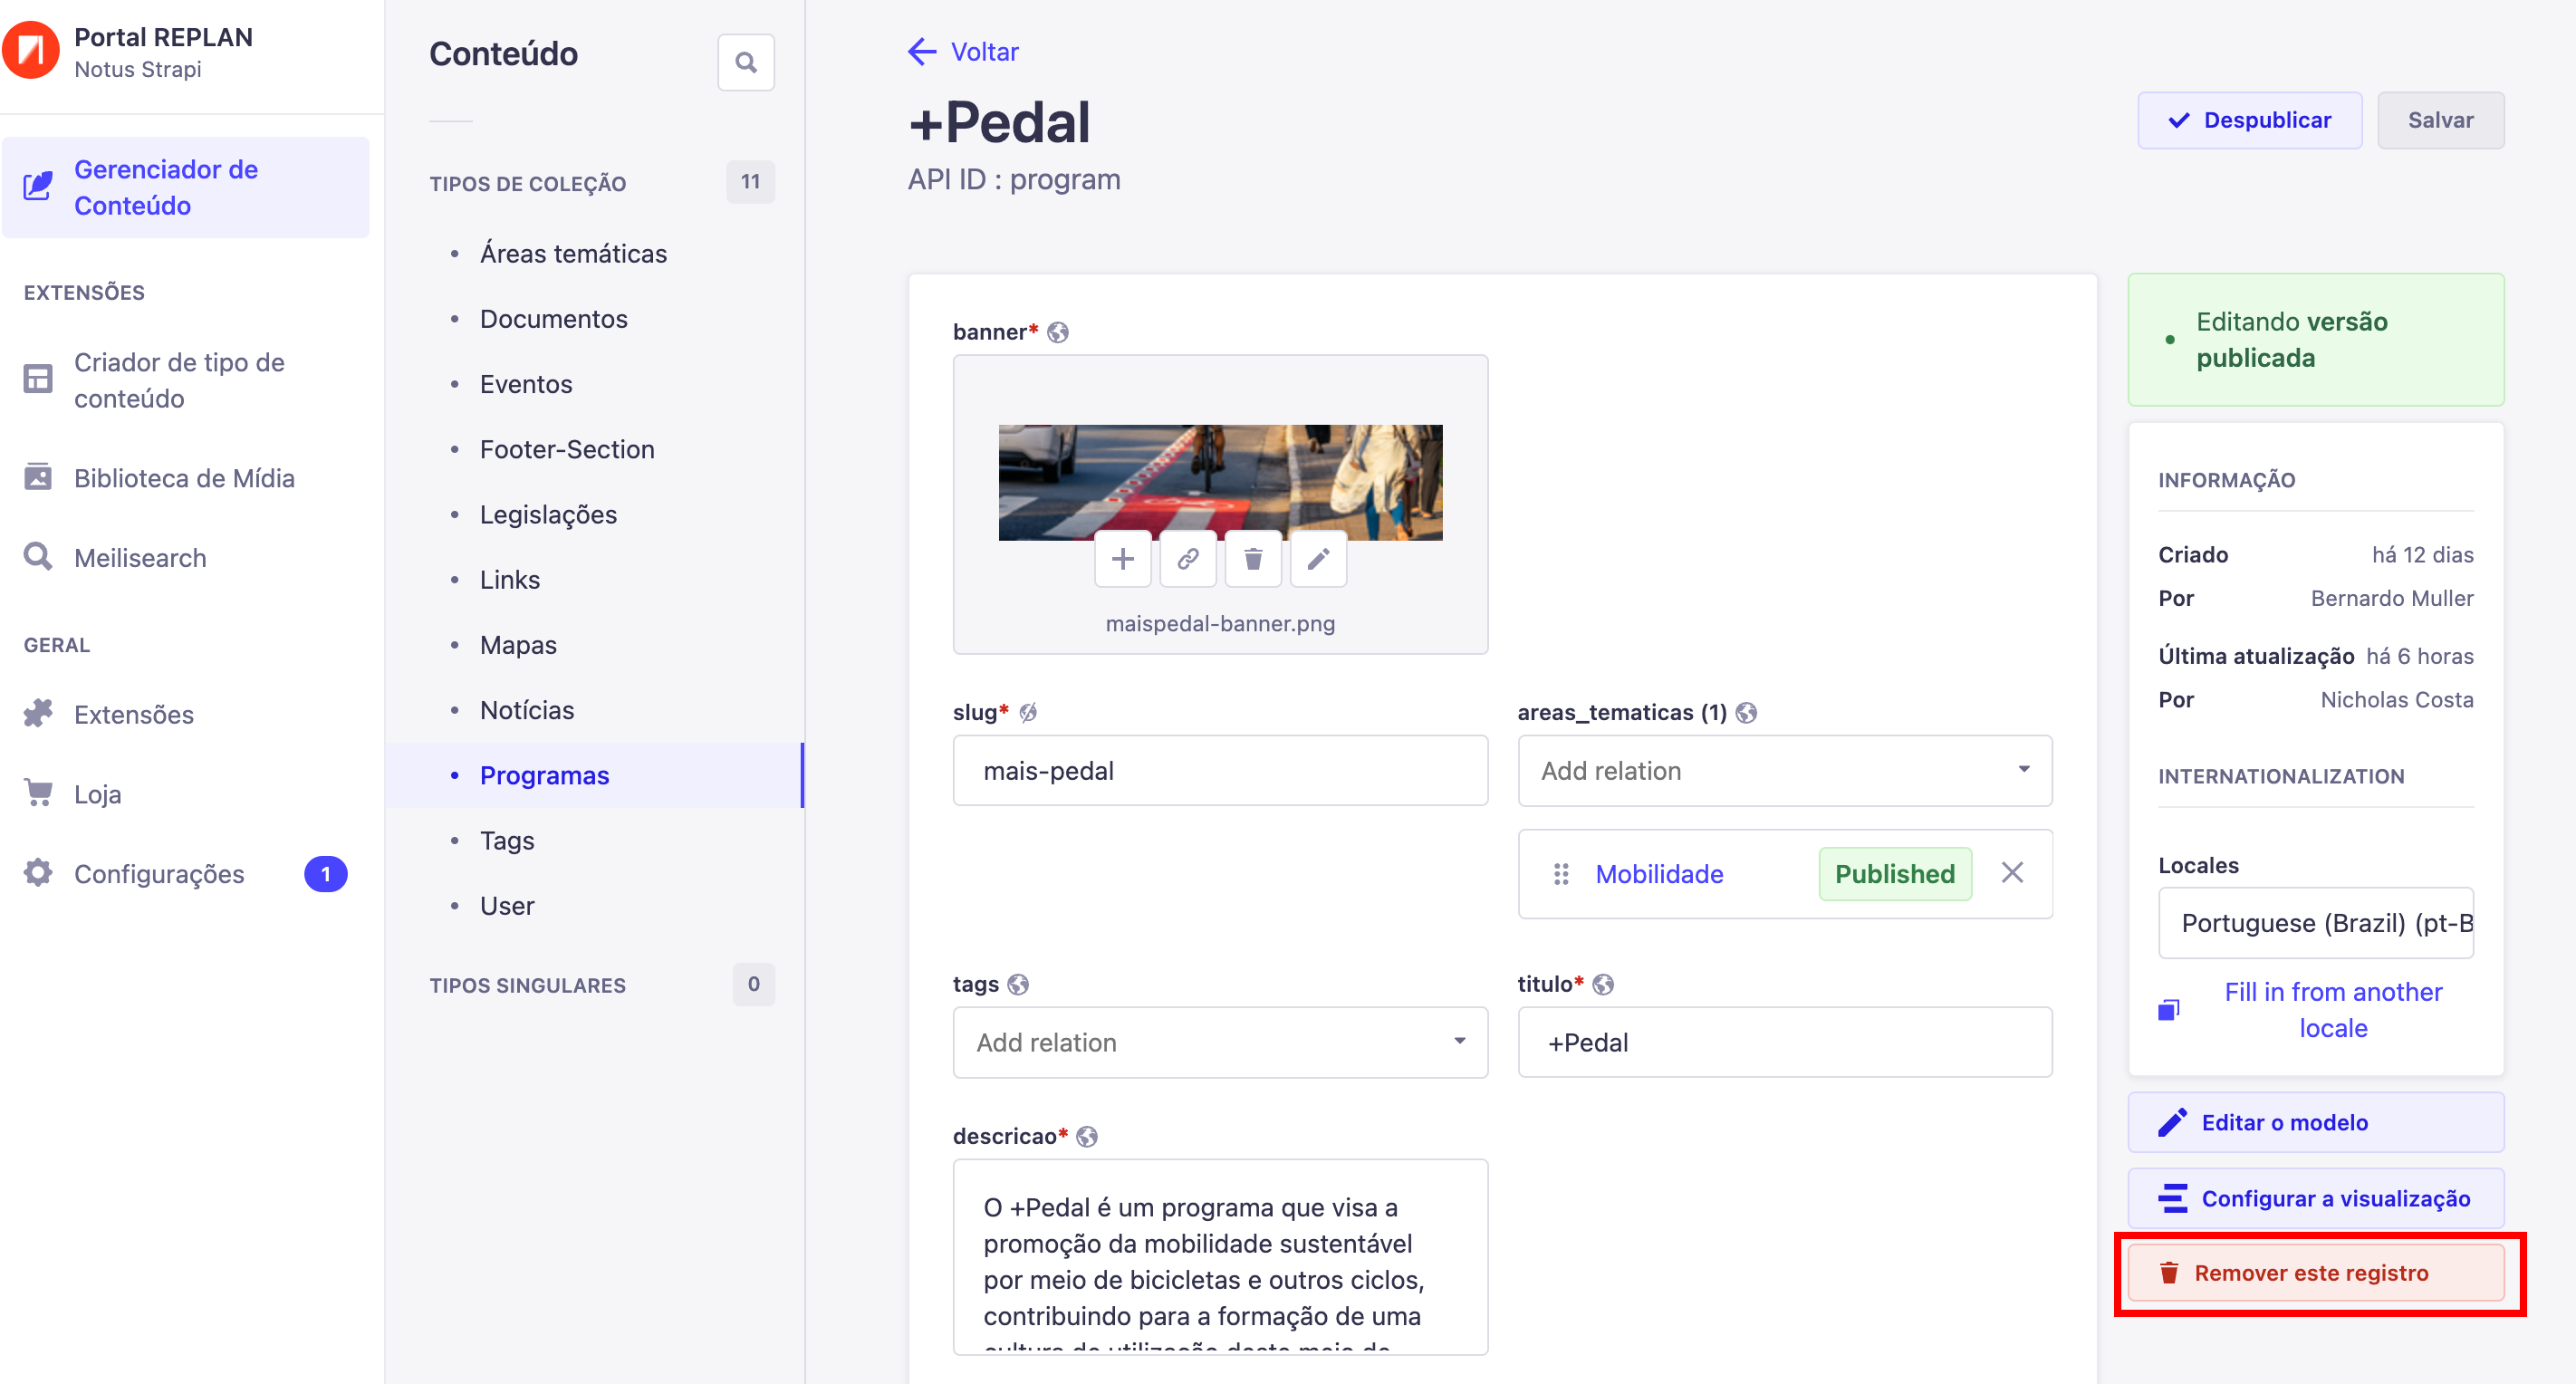 Portal REPLAN
Notus Strapi
Gerenciador de
Conteúdo
EXTENSÕES
Criador de tipo de
conteúdo
Biblioteca de Mídia
Meilisearch
GERAL
Extensões
Loja
Configurações 1
Conteúdo
TIPOS DE COLEÇÃO 11
Áreas temáticas
Documentos
Eventos
Footer-Section
Legislações
Links
Mapas
Notícias
Programas
Tags
User
TIPOS SINGULARES 0
Voltar
+Pedal
API ID : program
Despublicar
Salvar
banner*
maispedal-banner.png
slug*
mais-pedal
areas_tematicas (1)
Add relation
Mobilidade Published
tags
Add relation
titulo*
+Pedal
descricao*
O +Pedal é um programa que visa a
promoção da mobilidade sustentável
por meio de bicicletas e outros ciclos,
contribuindo para a formação de uma
cultura de utilização deste meio de
Editando versão
publicada
INFORMAÇÃO
Criado há 12 dias
Por Bernardo Muller
Última atualização há 6 horas
Por Nicholas Costa
INTERNATIONALIZATION
Locales
Portuguese (Brazil) (pt-B
Fill in from another
locale
Editar o modelo
Configurar a visualização
Remover este registro